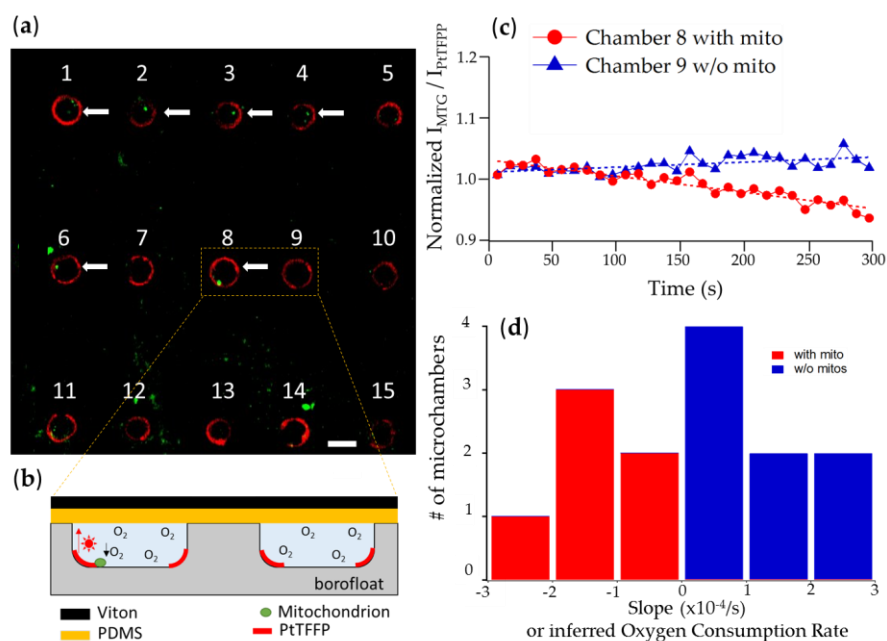 (a)
1 2 3 4 5
6 7 8 9 10
11 12 13 14 15
(b)
O2 O2 O2 O2
O2 O2 O2 O2
borofloat
Viton
PDMS
Mitochondrion
PtTFFP
(c)
Chamber 8 with mito
Chamber 9 w/o mito
Normalized IMTG / IPtTFPP
1.2
1.1
1.0
0.9
0 50 100 150 200 250 300
Time (s)
(d)
with mito
w/o mitos
# of microchambers
4
3
2
1
0
-3 -2 -1 0 1 2 3
Slope (x10-4/s)
or inferred Oxygen Consumption Rate